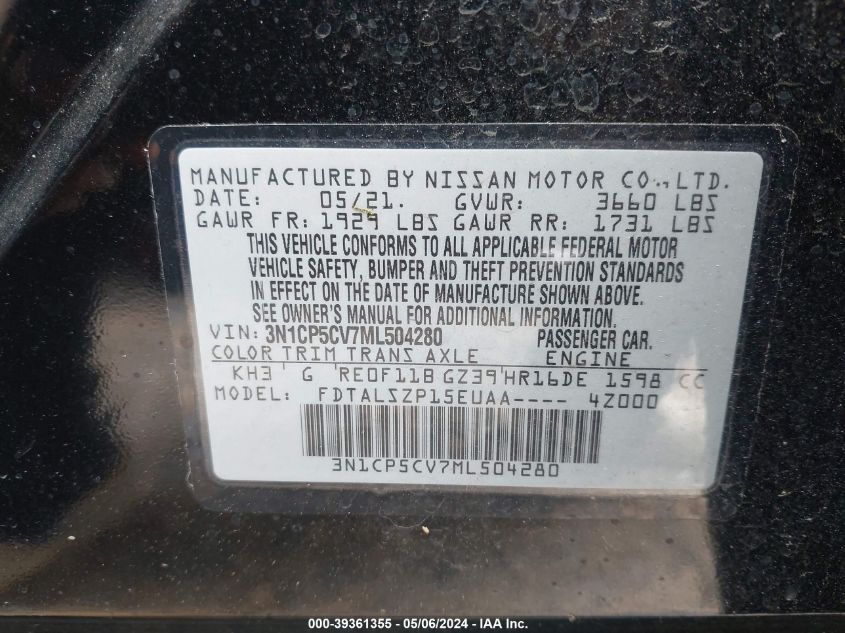 MANUFACTURED BY NISSAN MOTOR CO., LTD.
DATE: 05/21. GVWR: 3660 LBS
GAWR FR: 1929 LBS GAWR RR: 1731 LBS
THIS VEHICLE CONFORMS TO ALL APPLICABLE FEDERAL MOTOR
VEHICLE SAFETY, BUMPER AND THEFT PREVENTION STANDARDS
IN EFFECT ON THE DATE OF MANUFACTURE SHOWN ABOVE.
SEE OWNER'S MANUAL FOR ADDITIONAL INFORMATION.
VIN: 3N1CP5CV7ML504280 PASSENGER CAR.
COLOR TRIM TRANS AXLE ENGINE
KH3 G RE0F11B GZ39 HR16DE 1598 CC
MODEL: FDTALSZP15EUAA---- 4Z000
3N1CP5CV7ML504280
000-39361355 — 05/06/2024 — IAA Inc.